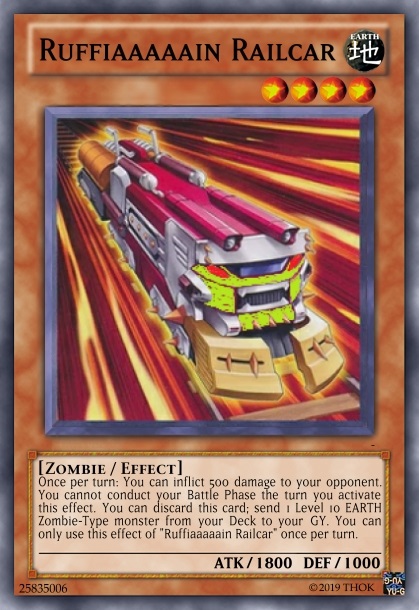 RUFFIAAAAAIN RAILCAR
EARTH
地
-
[ZOMBIE / EFFECT]
Once per turn: You can inflict 500 damage to your opponent.
You cannot conduct your Battle Phase the turn you activate
this effect. You can discard this card; send 1 Level 10 EARTH
Zombie-Type monster from your Deck to your GY. You can
only use this effect of "Ruffiaaaaain Railcar" once per turn.
ATK / 1800 DEF / 1000
25835006
©2019 THOK